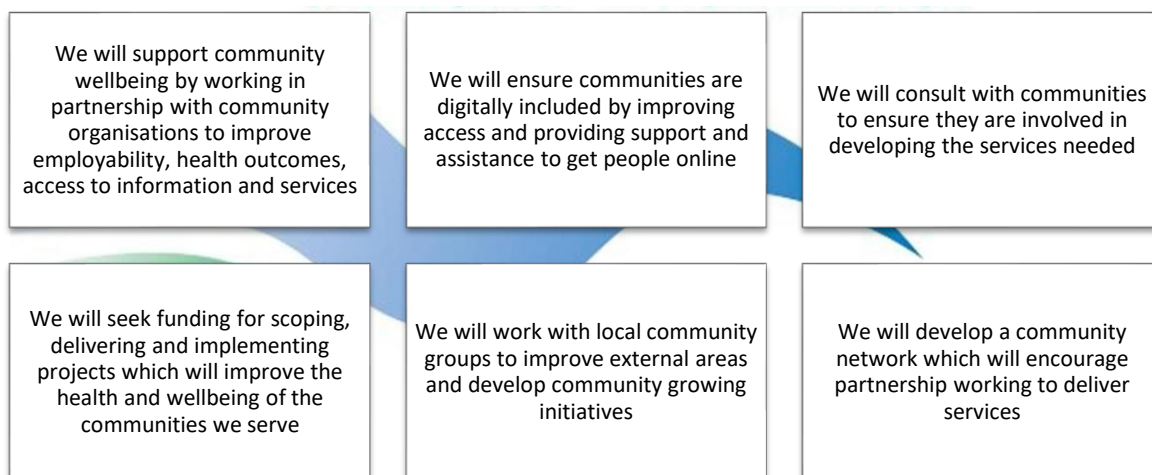 We will support community
wellbeing by working in
partnership with community
organisations to improve
employability, health outcomes,
access to information and services
We will ensure communities are
digitally included by improving
access and providing support and
assistance to get people online
We will consult with communities
to ensure they are involved in
developing the services needed
We will seek funding for scoping,
delivering and implementing
projects which will improve the
health and wellbeing of the
communities we serve
We will work with local community
groups to improve external areas
and develop community growing
initiatives
We will develop a community
network which will encourage
partnership working to deliver
services